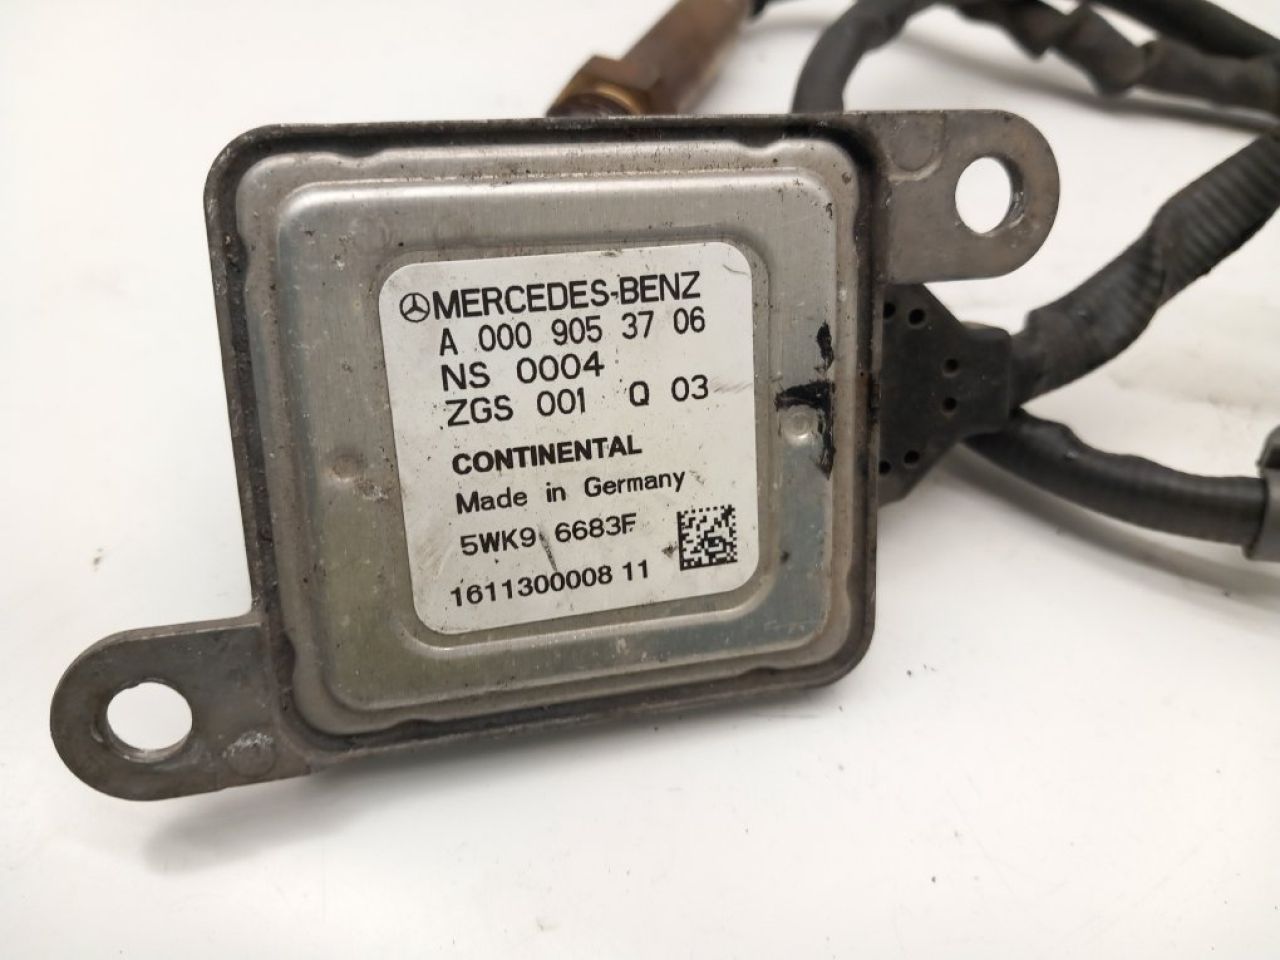 MERCEDES-BENZ
A 000 905 37 06
NS 0004
ZGS 001 Q 03
CONTINENTAL
Made in Germany
5WK9 6683F
1611300008 11